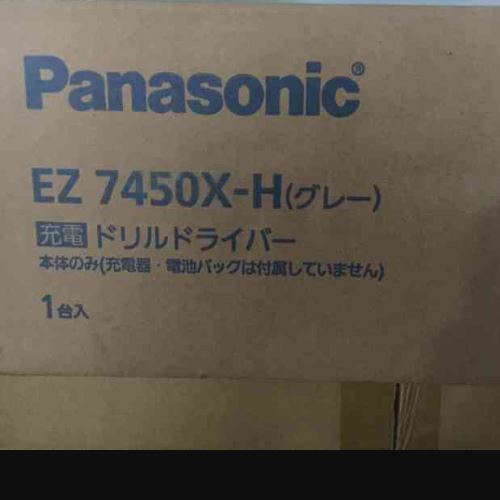 Panasonic®
EZ 7450X-H(グレー)
充電 ドリルドライバー
本体のみ(充電器・電池パックは付属していません)
1台入